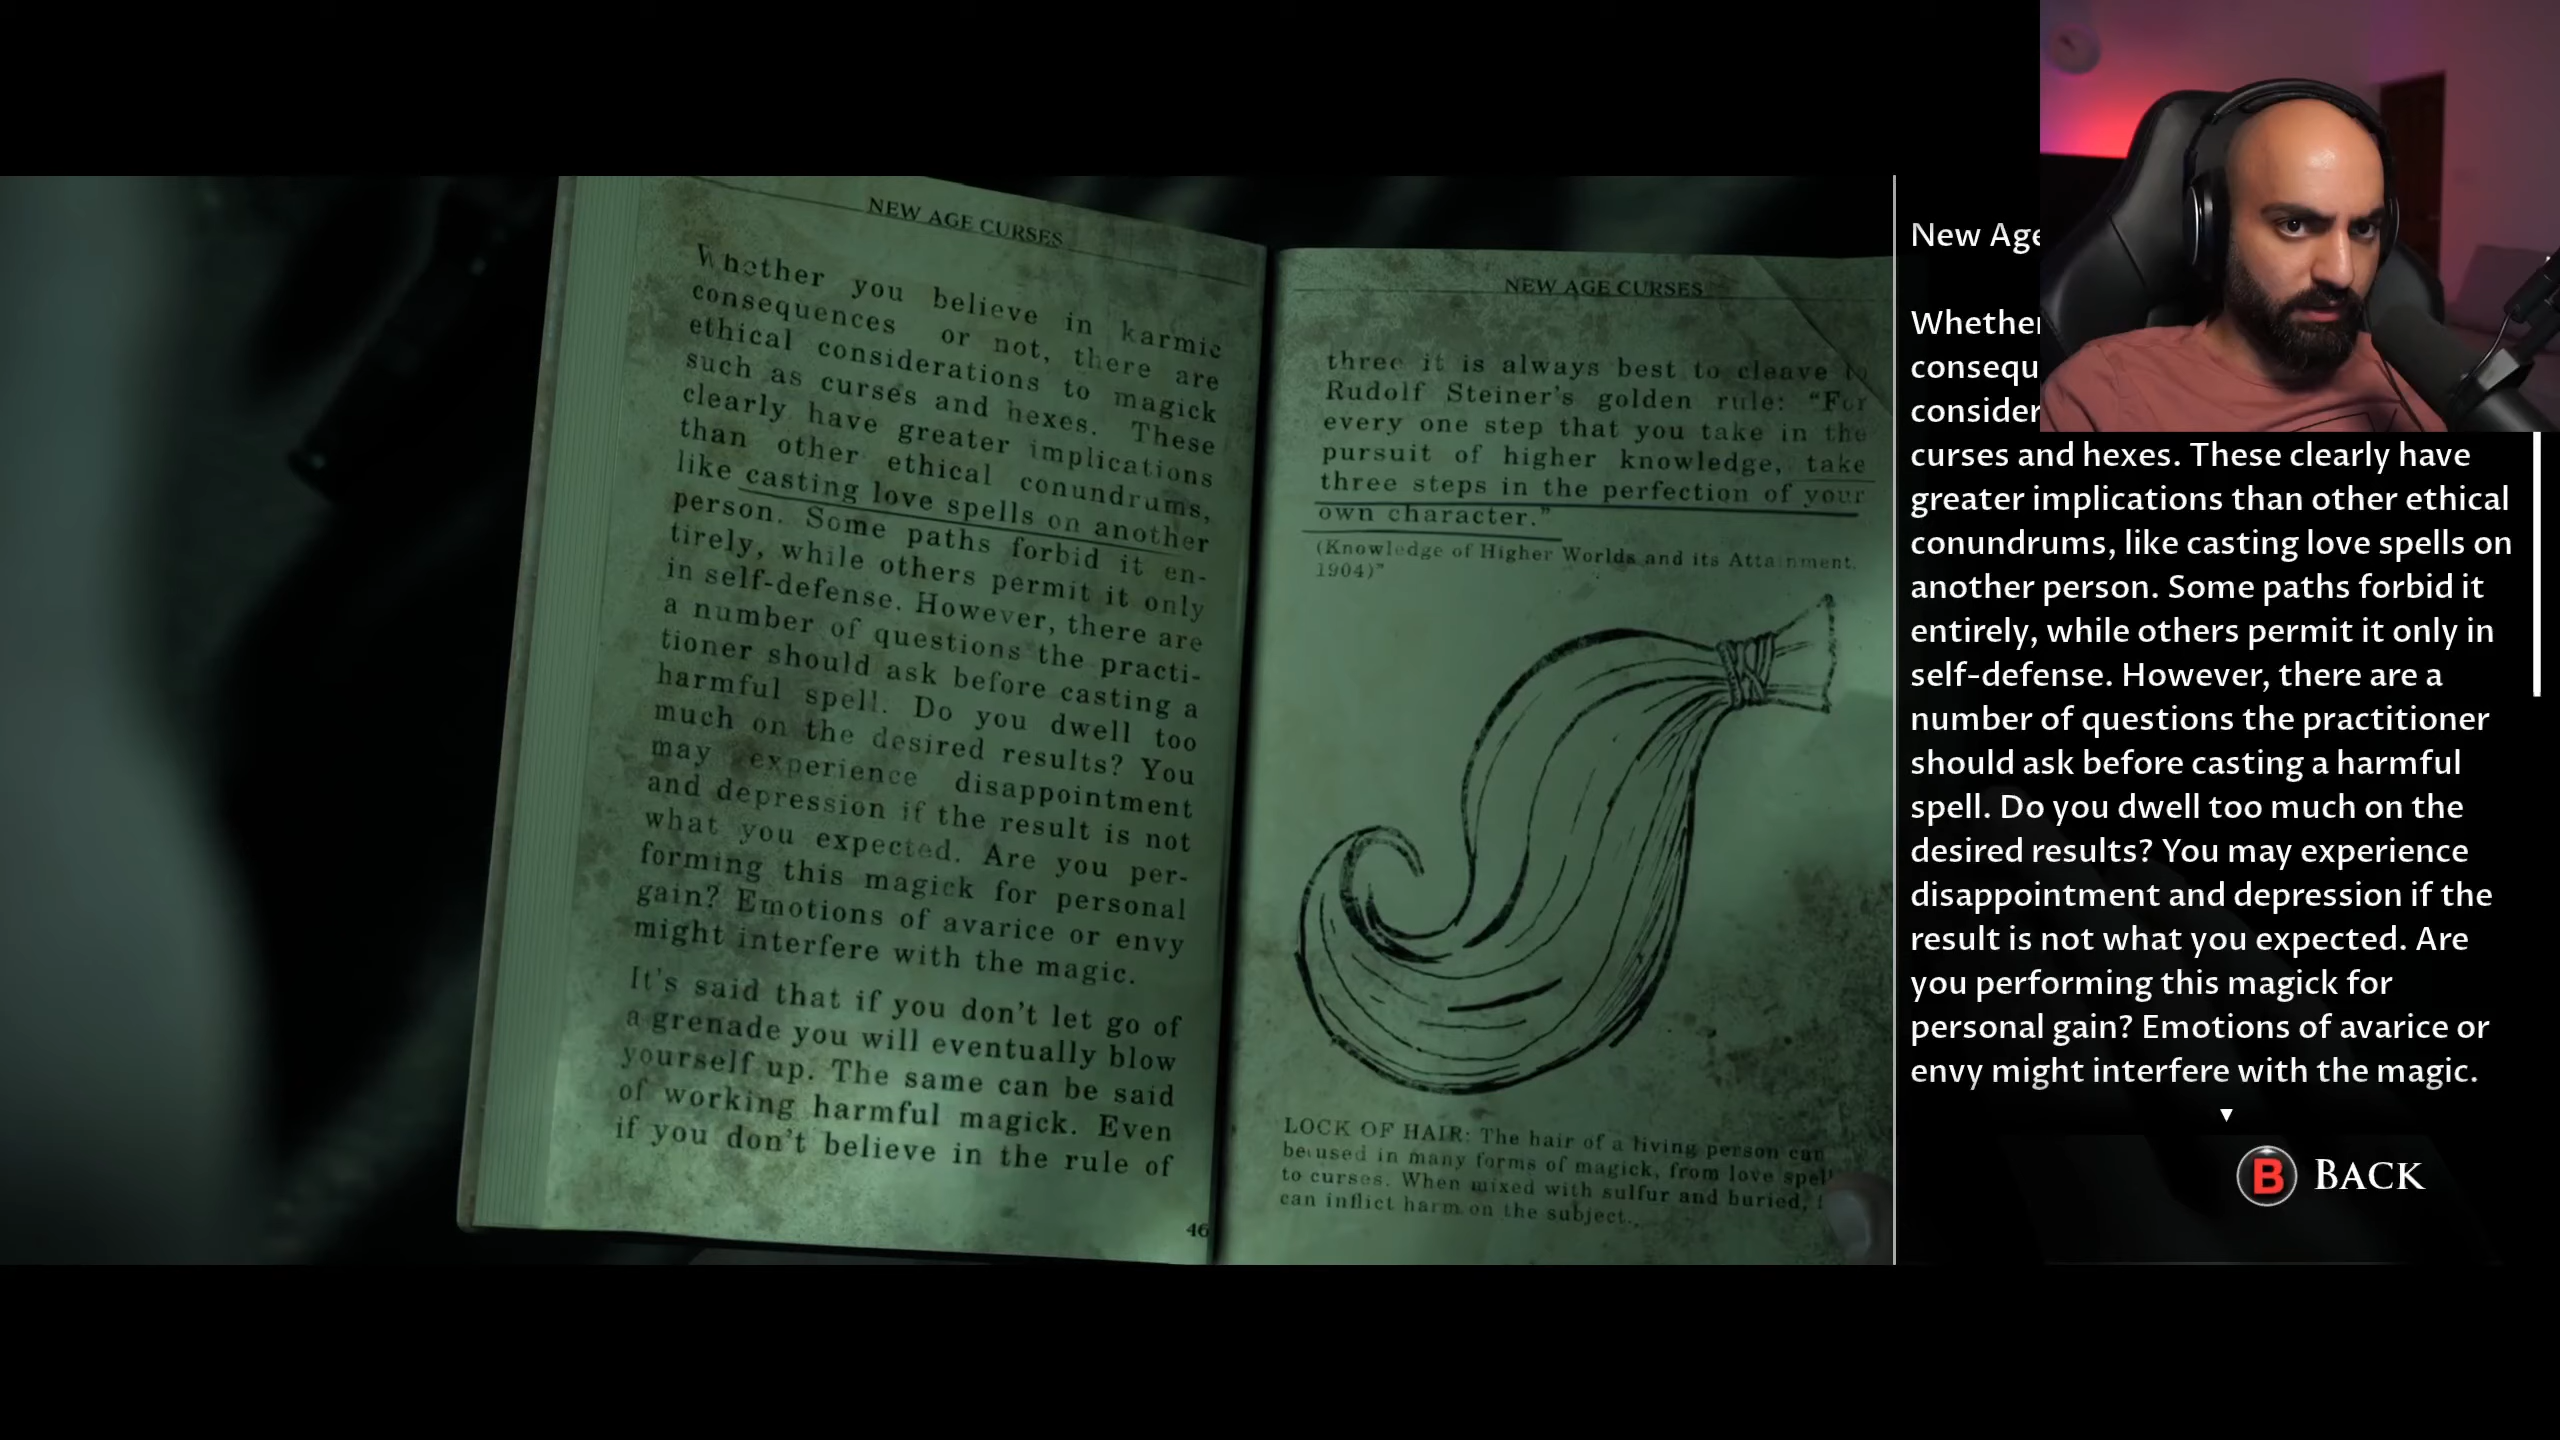 NEW AGE CURSES
Whether you believe in karmic
consequences or not, there are
ethical considerations to magick
such as curses and hexes. These
clearly have greater implications
than other ethical conundrums,
like casting love spells on another
person. Some paths forbid it en-
tirely, while others permit it only
in self-defense. However, there are
a number of questions the practi-
tioner should ask before casting a
harmful spell. Do you dwell too
much on the desired results? You
may experience disappointment
and depression if the result is not
what you expected. Are you per-
forming this magick for personal
gain? Emotions of avarice or envy
might interfere with the magic.
It's said that if you don't let go of
a grenade you will eventually blow
yourself up. The same can be said
of working harmful magick. Even
if you don't believe in the rule of
46
NEW AGE CURSES
three it is always best to cleave to
Rudolf Steiner's golden rule: “For
every one step that you take in the
pursuit of higher knowledge, take
three steps in the perfection of your
own character.”
(Knowledge of Higher Worlds and its Attainment.
1904)”
LOCK OF HAIR: The hair of a living person can
be used in many forms of magick, from love spel
to curses. When mixed with sulfur and buried,
can inflict harm on the subject.
New Age
Whether
consequ
consider
curses and hexes. These clearly have
greater implications than other ethical
conundrums, like casting love spells on
another person. Some paths forbid it
entirely, while others permit it only in
self-defense. However, there are a
number of questions the practitioner
should ask before casting a harmful
spell. Do you dwell too much on the
desired results? You may experience
disappointment and depression if the
result is not what you expected. Are
you performing this magick for
personal gain? Emotions of avarice or
envy might interfere with the magic.
B BACK